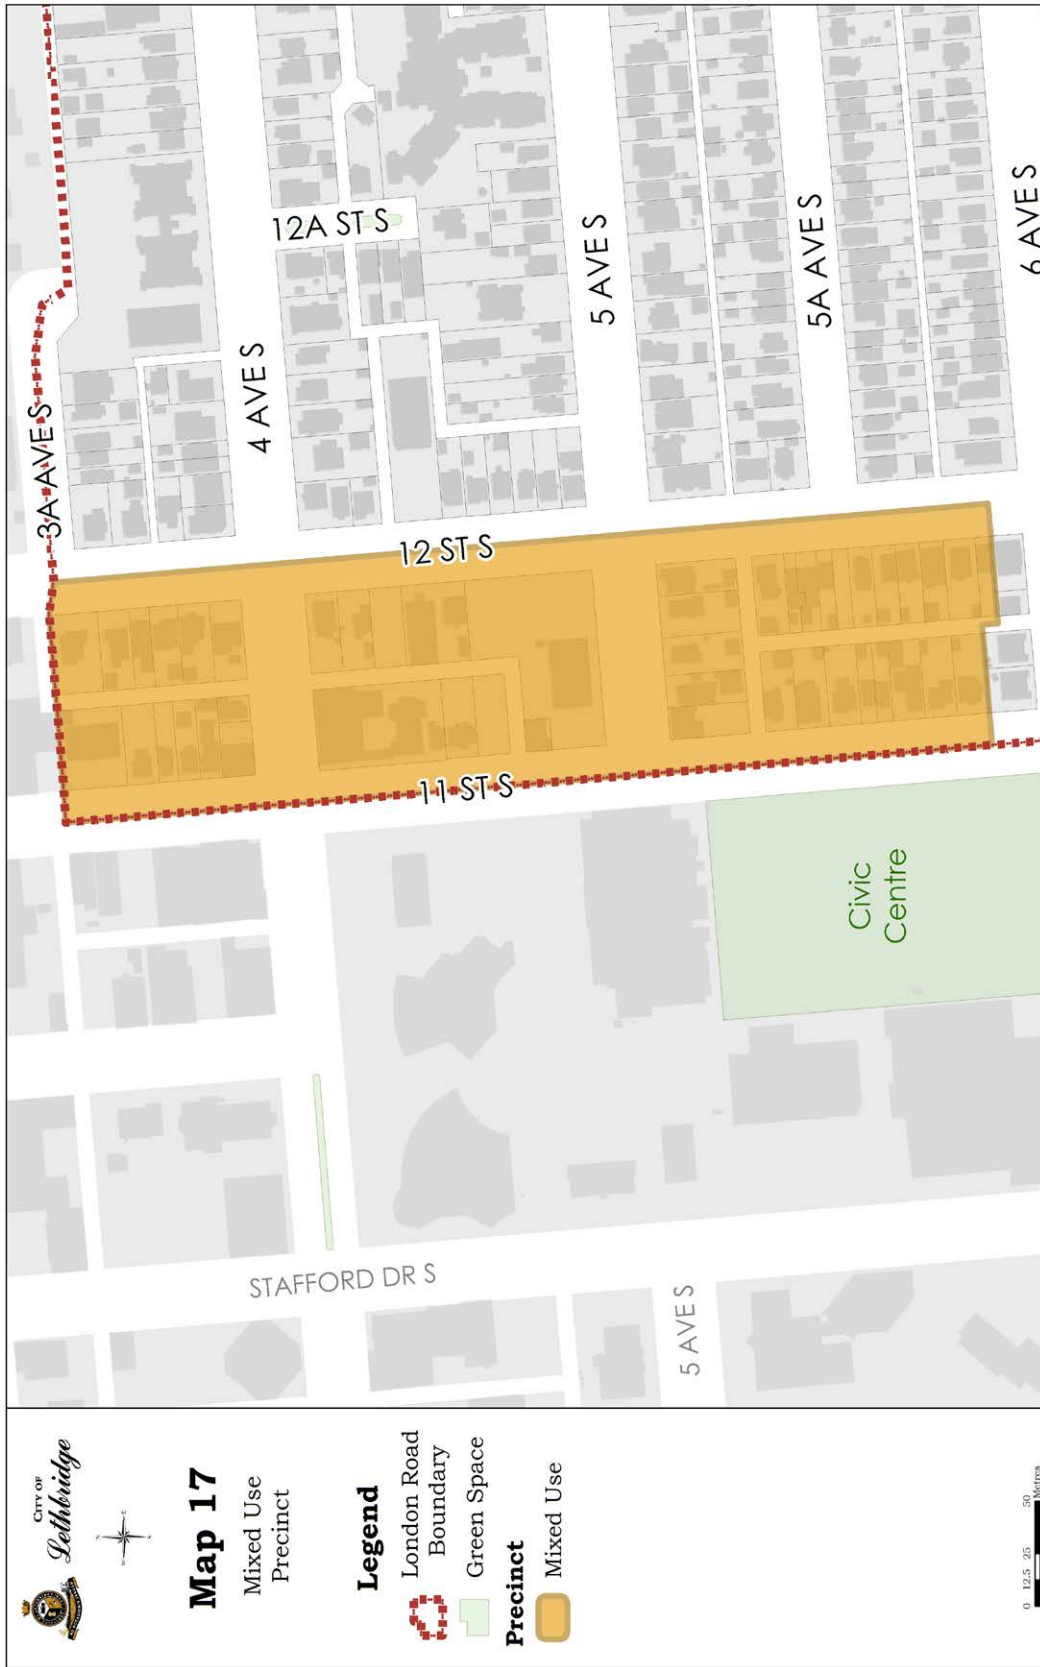 CITY OF
Lethbridge
N
W
E
S
Map 17
Mixed Use
Precinct
Legend
London Road
Boundary
Green Space
Precinct
Mixed Use
0 12.5 25 50
Metres
3A AVE S
4 AVE S
12A ST S
5 AVE S
5A AVE S
6 AVE S
12 ST S
11 ST S
Civic
Centre
STAFFORD DR S
5 AVE S